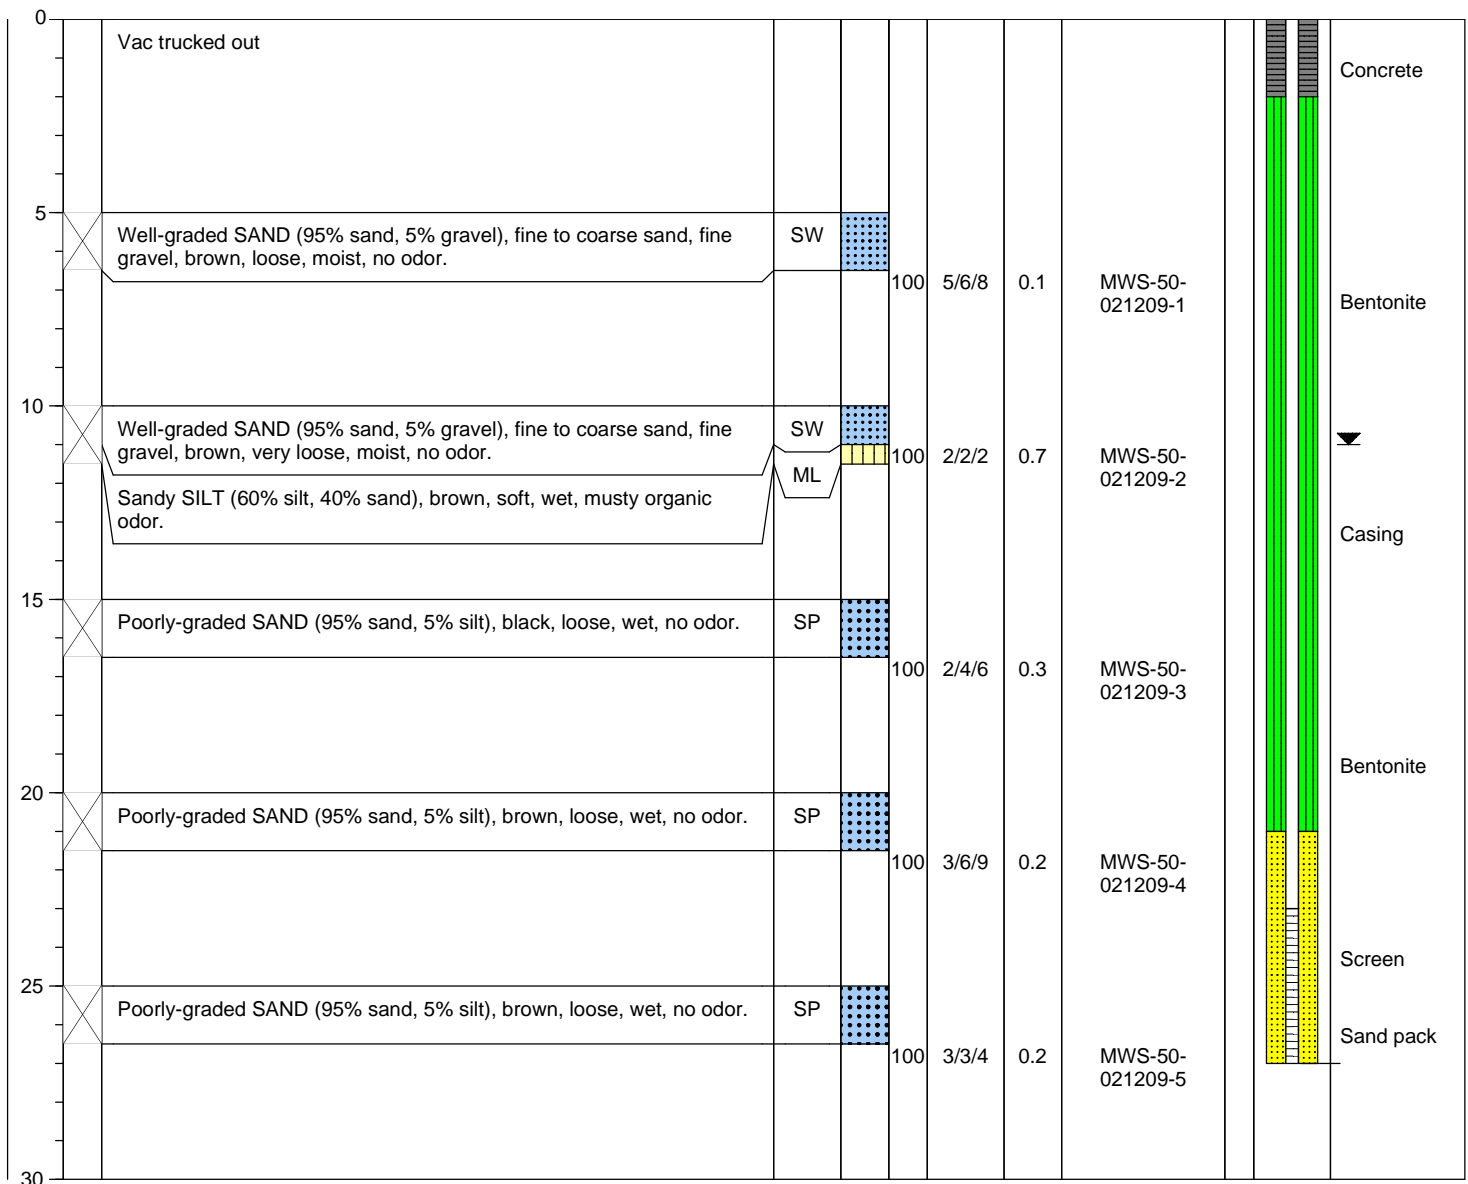 0
Vac trucked out
Concrete
5
Well-graded SAND (95% sand, 5% gravel), fine to coarse sand, fine
gravel, brown, loose, moist, no odor.
SW
100 5/6/8 0.1 MWS-50-
021209-1
Bentonite
10
Well-graded SAND (95% sand, 5% gravel), fine to coarse sand, fine
gravel, brown, very loose, moist, no odor.
SW
100 2/2/2 0.7 MWS-50-
021209-2
ML
Sandy SILT (60% silt, 40% sand), brown, soft, wet, musty organic
odor.
Casing
15
Poorly-graded SAND (95% sand, 5% silt), black, loose, wet, no odor.
SP
100 2/4/6 0.3 MWS-50-
021209-3
Bentonite
20
Poorly-graded SAND (95% sand, 5% silt), brown, loose, wet, no odor.
SP
100 3/6/9 0.2 MWS-50-
021209-4
Screen
25
Poorly-graded SAND (95% sand, 5% silt), brown, loose, wet, no odor.
SP
Sand pack
100 3/3/4 0.2 MWS-50-
021209-5
30